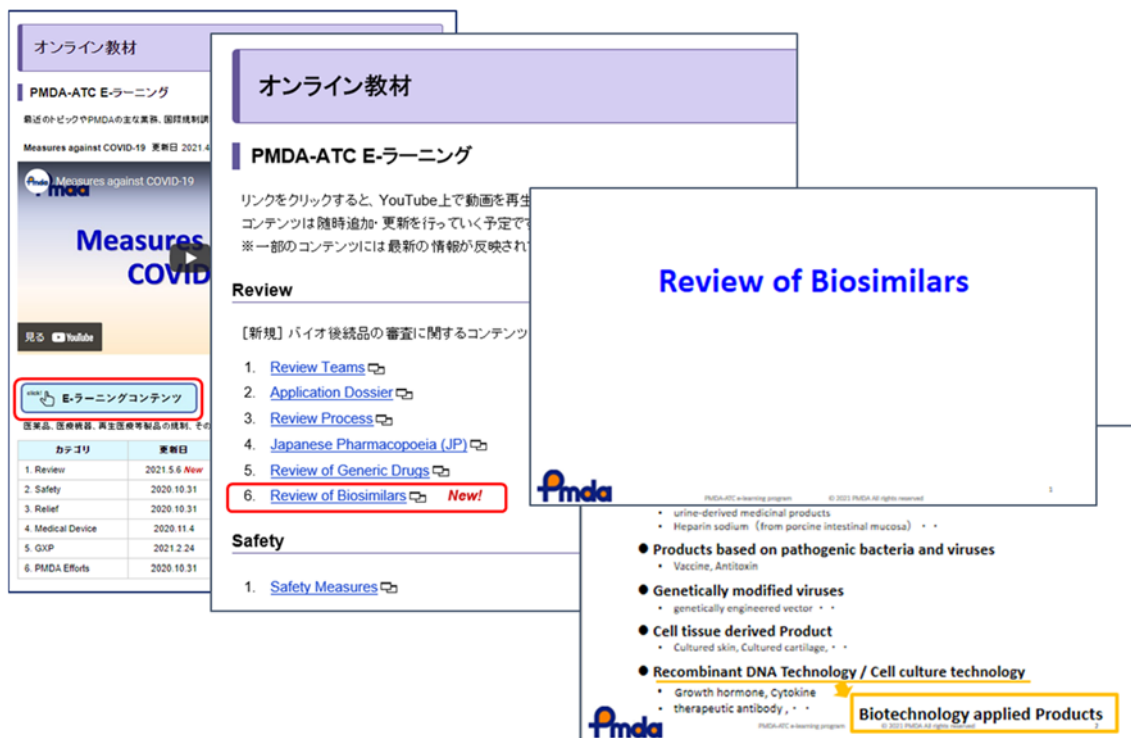 オンライン教材
PMDA-ATC E-ラーニング
最近のトピックやPMDAの主な業務、国際規制調
Measures against COVID-19 更新日 2021.4
Pmda
Measures against COVID-19
Pmda
Measures
COVID
見る YouTube
click! E-ラーニングコンテンツ
医薬品、医療機器、再生医療等製品の規制、その
カテゴリ 更新日
1. Review 2021.5.6 New
2. Safety 2020.10.31
3. Relief 2020.10.31
4. Medical Device 2020.11.4
5. GXP 2021.2.24
6. PMDA Efforts 2020.10.31
オンライン教材
PMDA-ATC E-ラーニング
リンクをクリックすると、YouTube上で動画を再生
コンテンツは随時追加・更新を行っていく予定で
※一部のコンテンツには最新の情報が反映され
Review
[新規] バイオ後続品の審査に関するコンテンツ
1. Review Teams
2. Application Dossier
3. Review Process
4. Japanese Pharmacopoeia (JP)
5. Review of Generic Drugs
6. Review of Biosimilars New!
Safety
1. Safety Measures
Review of Biosimilars
Pmda
PMDA-ATC e-learning program © 2021 PMDA All rights reserved 1
• urine-derived medicinal products
• Heparin sodium (from porcine intestinal mucosa) ・・
● Products based on pathogenic bacteria and viruses
• Vaccine, Antitoxin
● Genetically modified viruses
• genetically engineered vector ・・
● Cell tissue derived Product
• Cultured skin, Cultured cartilage, ・・
● Recombinant DNA Technology / Cell culture technology
• Growth hormone, Cytokine
• therapeutic antibody , ・・
Biotechnology applied Products
Pmda
PMDA-ATC e-learning program © 2021 PMDA All rights reserved 2